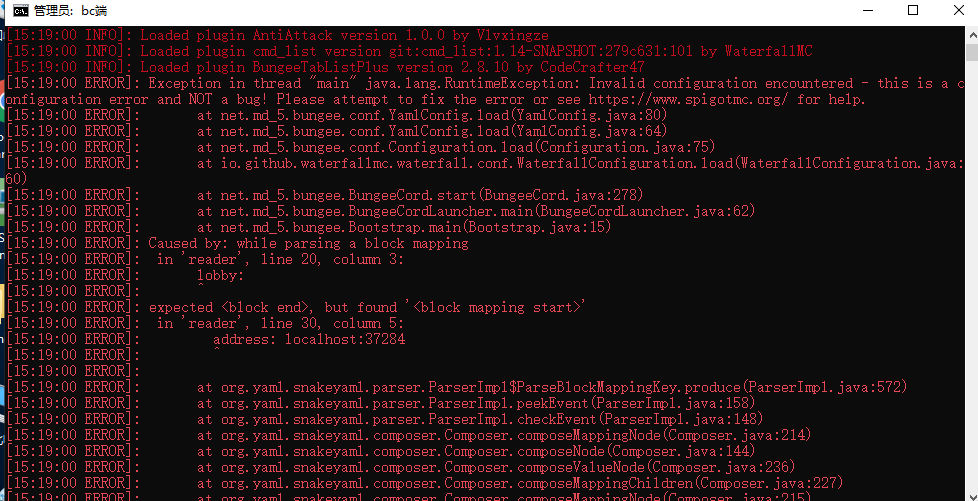 管理员: bc端
[15:19:00 INFO]: Loaded plugin AntiAttack version 1.0.0 by Vlvxingze
[15:19:00 INFO]: Loaded plugin cmd_list version git:cmd_list:1.14-SNAPSHOT:279c631:101 by WaterfallMC
[15:19:00 INFO]: Loaded plugin BungeeTabListPlus version 2.8.10 by CodeCrafter47
[15:19:00 ERROR]: Exception in thread "main" java.lang.RuntimeException: Invalid configuration encountered - this is a c
onfiguration error and NOT a bug! Please attempt to fix the error or see https://www.spigotmc.org/ for help.
[15:19:00 ERROR]:       at net.md_5.bungee.conf.YamlConfig.load(YamlConfig.java:80)
[15:19:00 ERROR]:       at net.md_5.bungee.conf.YamlConfig.load(YamlConfig.java:64)
[15:19:00 ERROR]:       at net.md_5.bungee.conf.Configuration.load(Configuration.java:75)
[15:19:00 ERROR]:       at io.github.waterfallmc.waterfall.conf.WaterfallConfiguration.load(WaterfallConfiguration.java:
60)
[15:19:00 ERROR]:       at net.md_5.bungee.BungeeCord.start(BungeeCord.java:278)
[15:19:00 ERROR]:       at net.md_5.bungee.BungeeCordLauncher.main(BungeeCordLauncher.java:62)
[15:19:00 ERROR]:       at net.md_5.bungee.Bootstrap.main(Bootstrap.java:15)
[15:19:00 ERROR]: Caused by: while parsing a block mapping
[15:19:00 ERROR]:  in 'reader', line 20, column 3:
[15:19:00 ERROR]:       lobby:
[15:19:00 ERROR]:       ^
[15:19:00 ERROR]: expected <block end>, but found '<block mapping start>'
[15:19:00 ERROR]:  in 'reader', line 30, column 5:
[15:19:00 ERROR]:         address: localhost:37284
[15:19:00 ERROR]:         ^
[15:19:00 ERROR]:
[15:19:00 ERROR]:       at org.yaml.snakeyaml.parser.ParserImpl$ParseBlockMappingKey.produce(ParserImpl.java:572)
[15:19:00 ERROR]:       at org.yaml.snakeyaml.parser.ParserImpl.peekEvent(ParserImpl.java:158)
[15:19:00 ERROR]:       at org.yaml.snakeyaml.parser.ParserImpl.checkEvent(ParserImpl.java:148)
[15:19:00 ERROR]:       at org.yaml.snakeyaml.composer.Composer.composeMappingNode(Composer.java:214)
[15:19:00 ERROR]:       at org.yaml.snakeyaml.composer.Composer.composeNode(Composer.java:144)
[15:19:00 ERROR]:       at org.yaml.snakeyaml.composer.Composer.composeValueNode(Composer.java:236)
[15:19:00 ERROR]:       at org.yaml.snakeyaml.composer.Composer.composeMappingChildren(Composer.java:227)
[15:19:00 ERROR]:       at org.yaml.snakeyaml.composer.Composer.composeMappingNode(Composer.java:215)